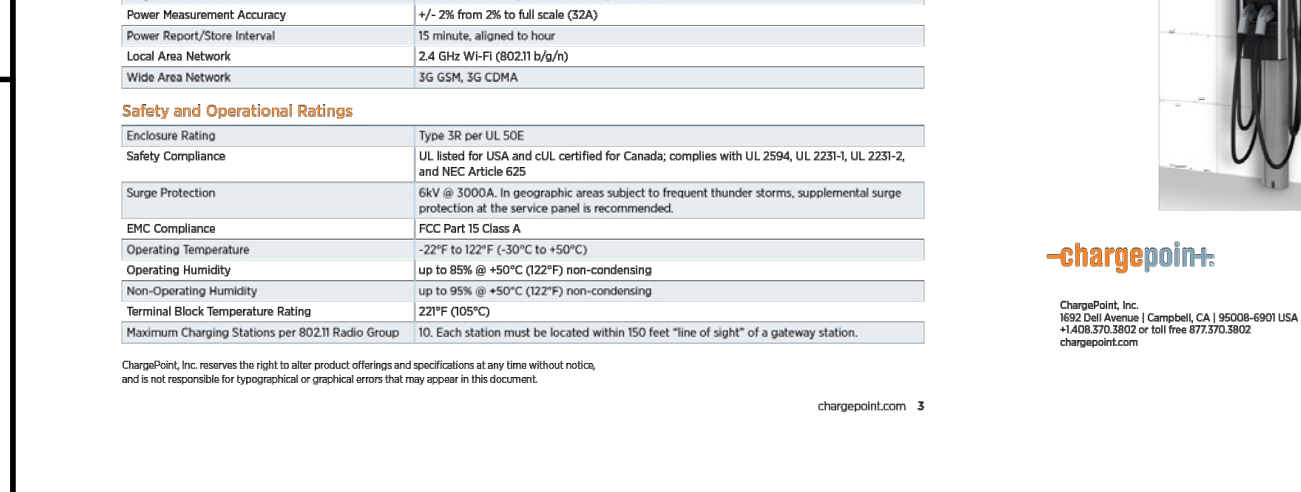 Power Measurement Accuracy +/- 2% from 2% to full scale (32A)
Power Report/Store Interval 15 minute, aligned to hour
Local Area Network 2.4 GHz Wi-Fi (802.11 b/g/n)
Wide Area Network 3G GSM, 3G CDMA
Safety and Operational Ratings
Enclosure Rating Type 3R per UL 50E
Safety Compliance UL listed for USA and cUL certified for Canada; complies with UL 2594, UL 2231-1, UL 2231-2,
and NEC Article 625
Surge Protection 6kV @ 3000A. In geographic areas subject to frequent thunder storms, supplemental surge
protection at the service panel is recommended.
EMC Compliance FCC Part 15 Class A
Operating Temperature -22°F to 122°F (-30°C to +50°C)
Operating Humidity up to 85% @ +50°C (122°F) non-condensing
Non-Operating Humidity up to 95% @ +50°C (122°F) non-condensing
Terminal Block Temperature Rating 221°F (105°C)
Maximum Charging Stations per 802.11 Radio Group 10. Each station must be located within 150 feet “line of sight” of a gateway station.
ChargePoint, Inc. reserves the right to alter product offerings and specifications at any time without notice,
and is not responsible for typographical or graphical errors that may appear in this document.
chargepoint.com 3
chargepoint
ChargePoint, Inc.
1692 Dell Avenue | Campbell, CA | 95008-6901 USA
+1.408.370.3802 or toll free 877.370.3802
chargepoint.com